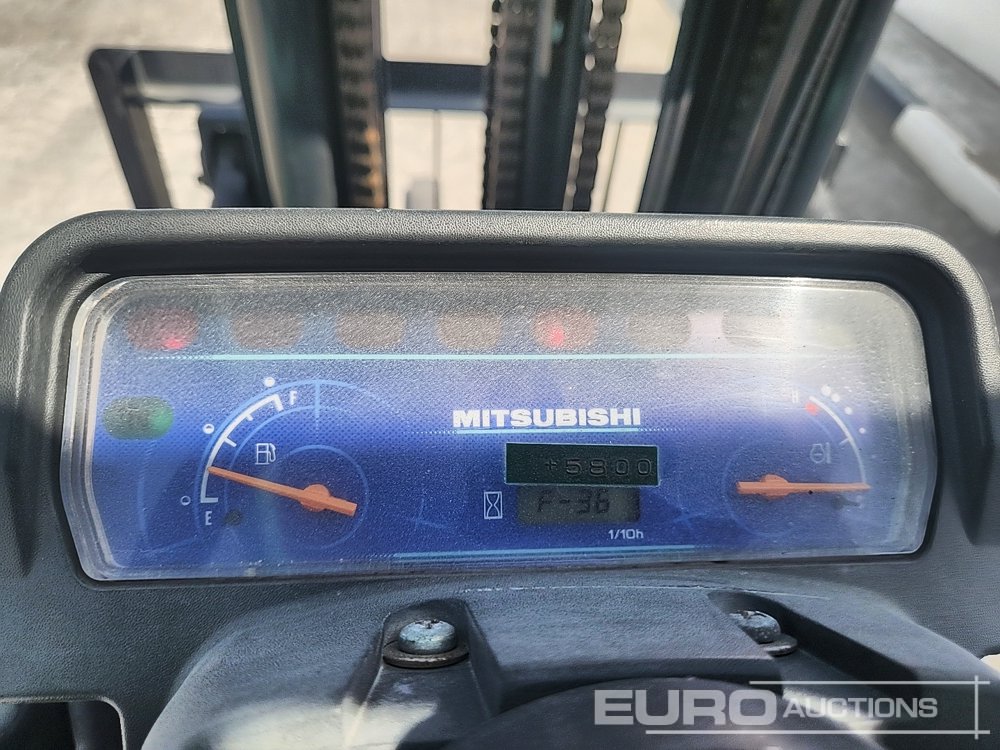 F
H
MITSUBISHI
+5800
F-36
E
1/10h
EURO AUCTIONS